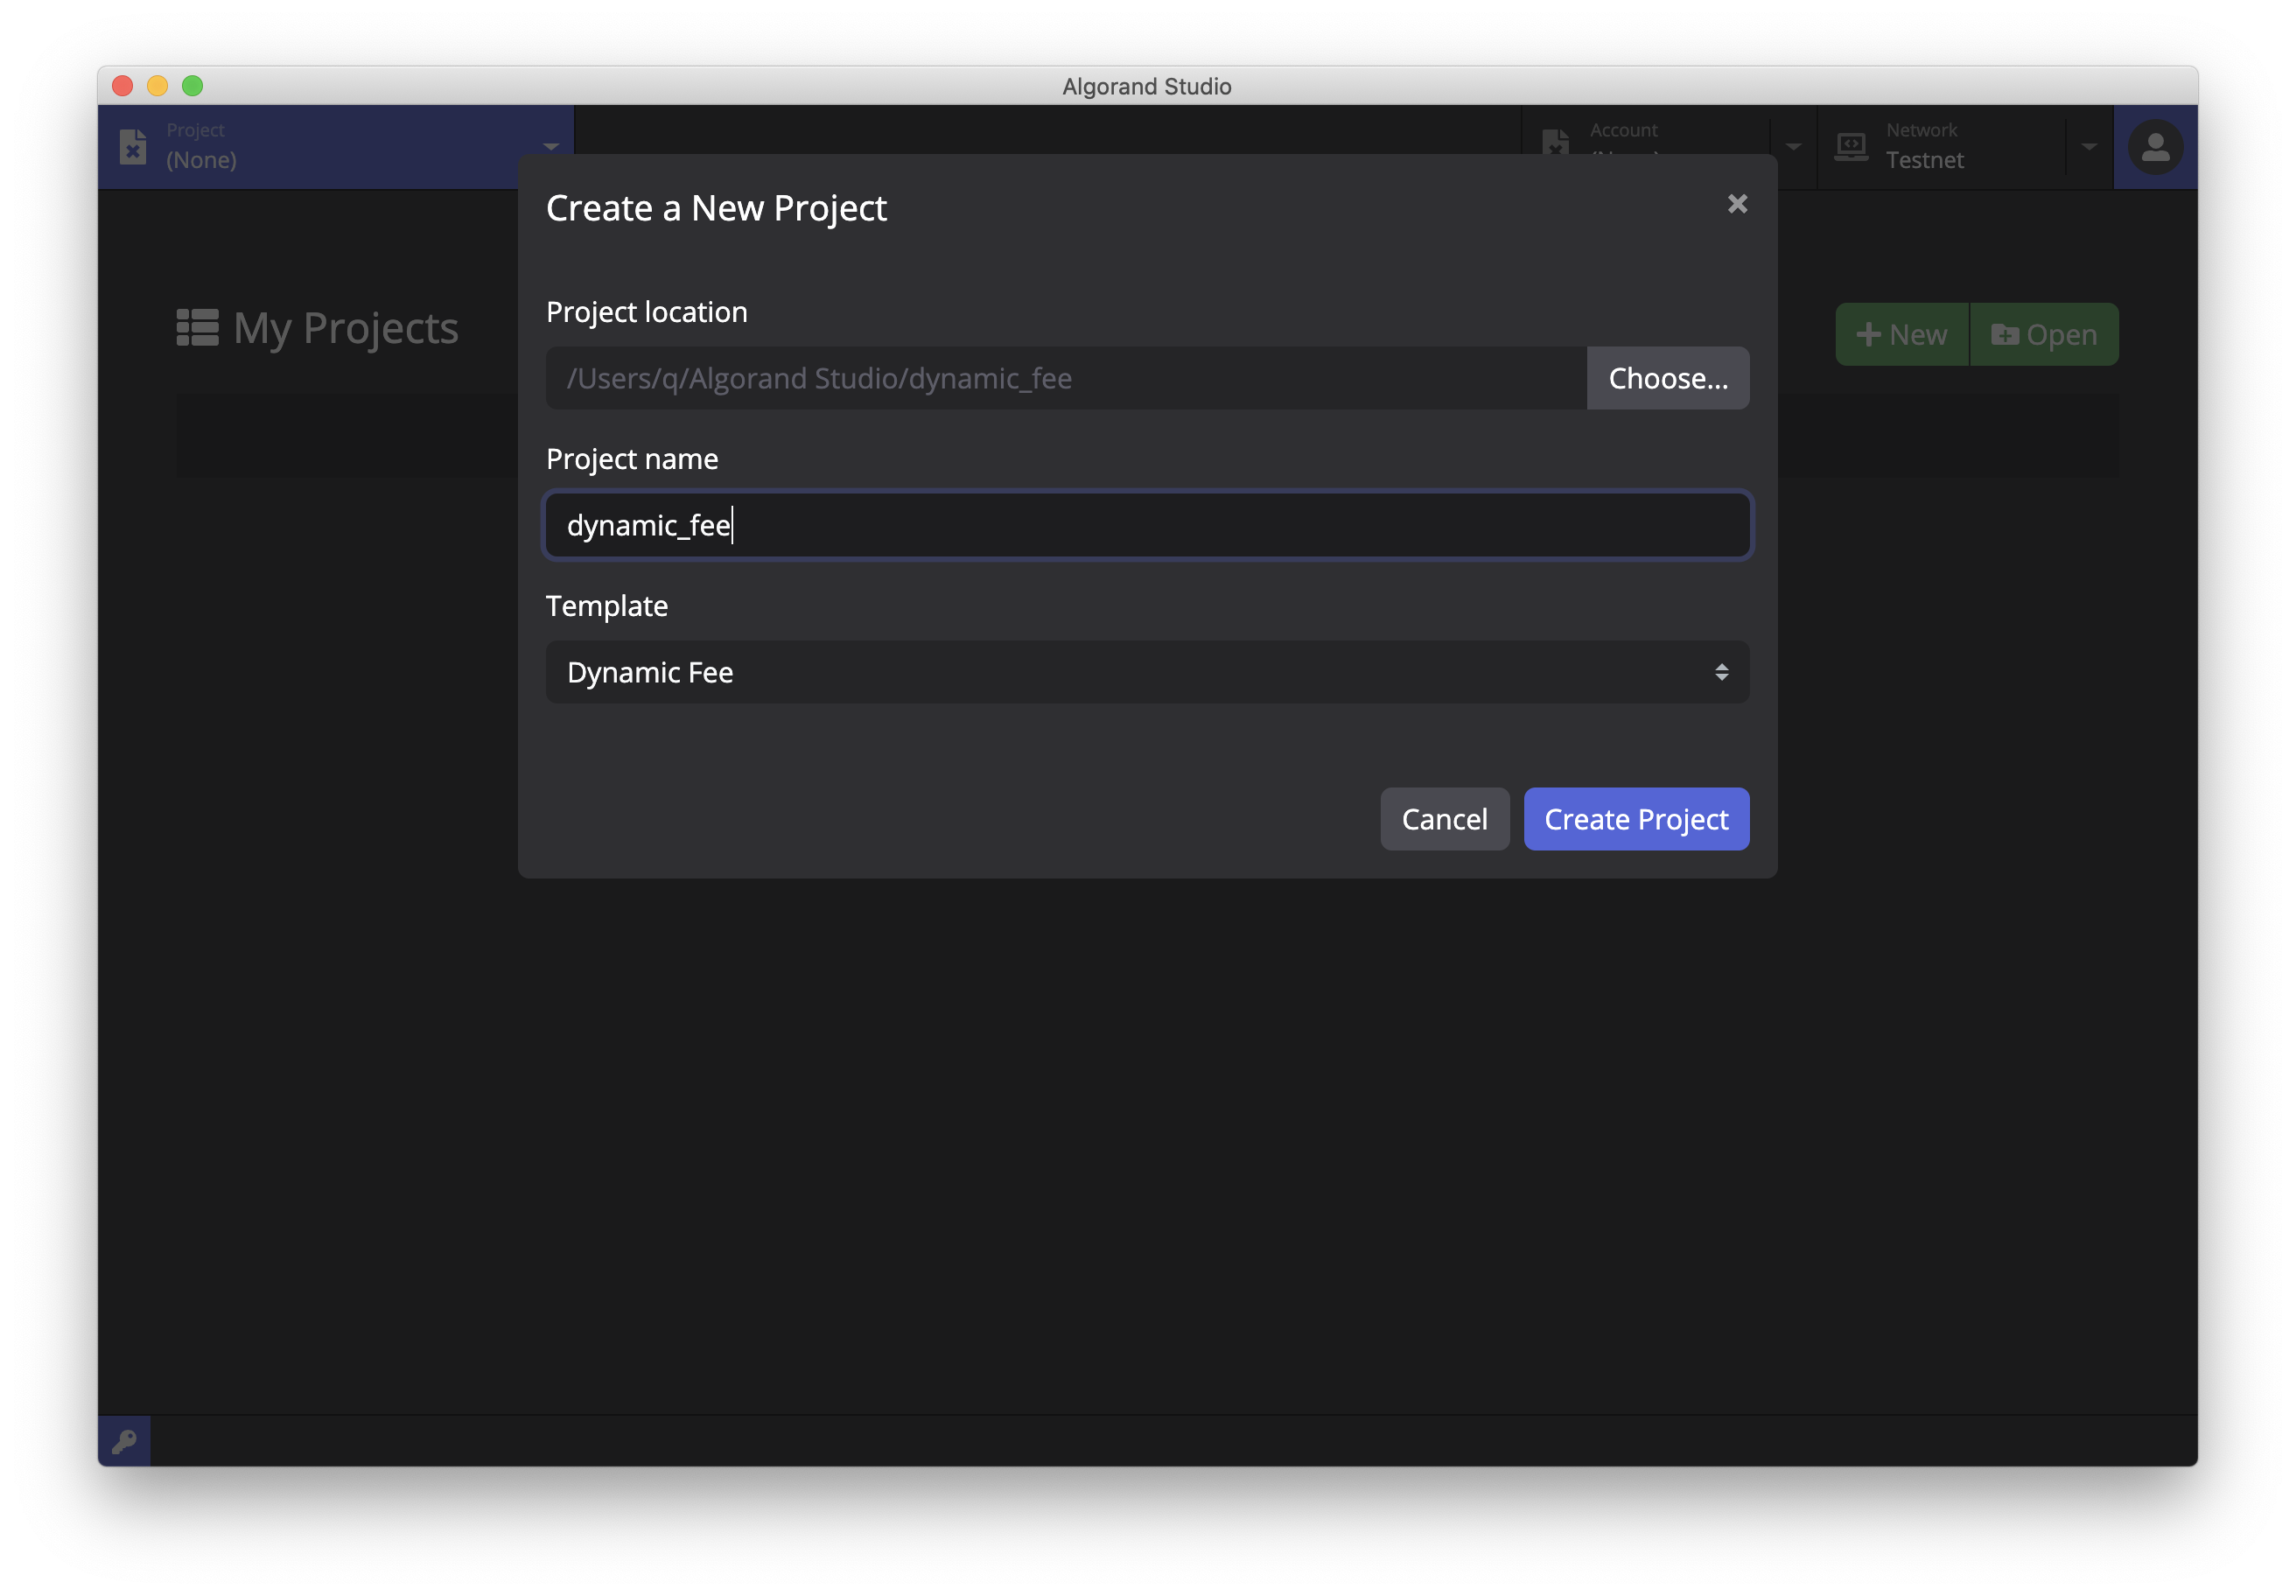 Algorand Studio
Project
(None)
Account
Network
Testnet
Create a New Project
Project location
/Users/q/Algorand Studio/dynamic_fee
Choose...
Project name
dynamic_fee
Template
Dynamic Fee
Cancel
Create Project
My Projects
New
Open